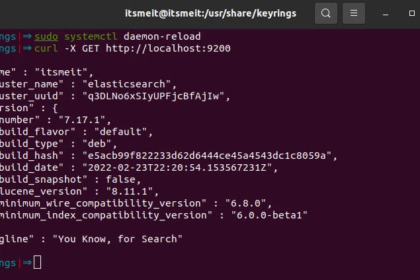 itsmeit@itsmeit:/usr/share/keyrings
ngs|⇒ sudo systemctl daemon-reload
ngs|⇒ curl -X GET http://localhost:9200
me" : "itsmeit",
uster_name" : "elasticsearch",
uster_uuid" : "q3DLNo6xSIyUPFjcBfAjIw",
ersion" : {
number" : "7.17.1",
build_flavor" : "default",
build_type" : "deb",
build_hash" : "e5acb99f822233d62d6444ce45a4543dc1c8059a",
build_date" : "2022-02-23T22:20:54.153567231Z",
build_snapshot" : false,
lucene_version" : "8.11.1",
minimum_wire_compatibility_version" : "6.8.0",
minimum_index_compatibility_version" : "6.0.0-beta1"
gline" : "You Know, for Search"
ngs|⇒